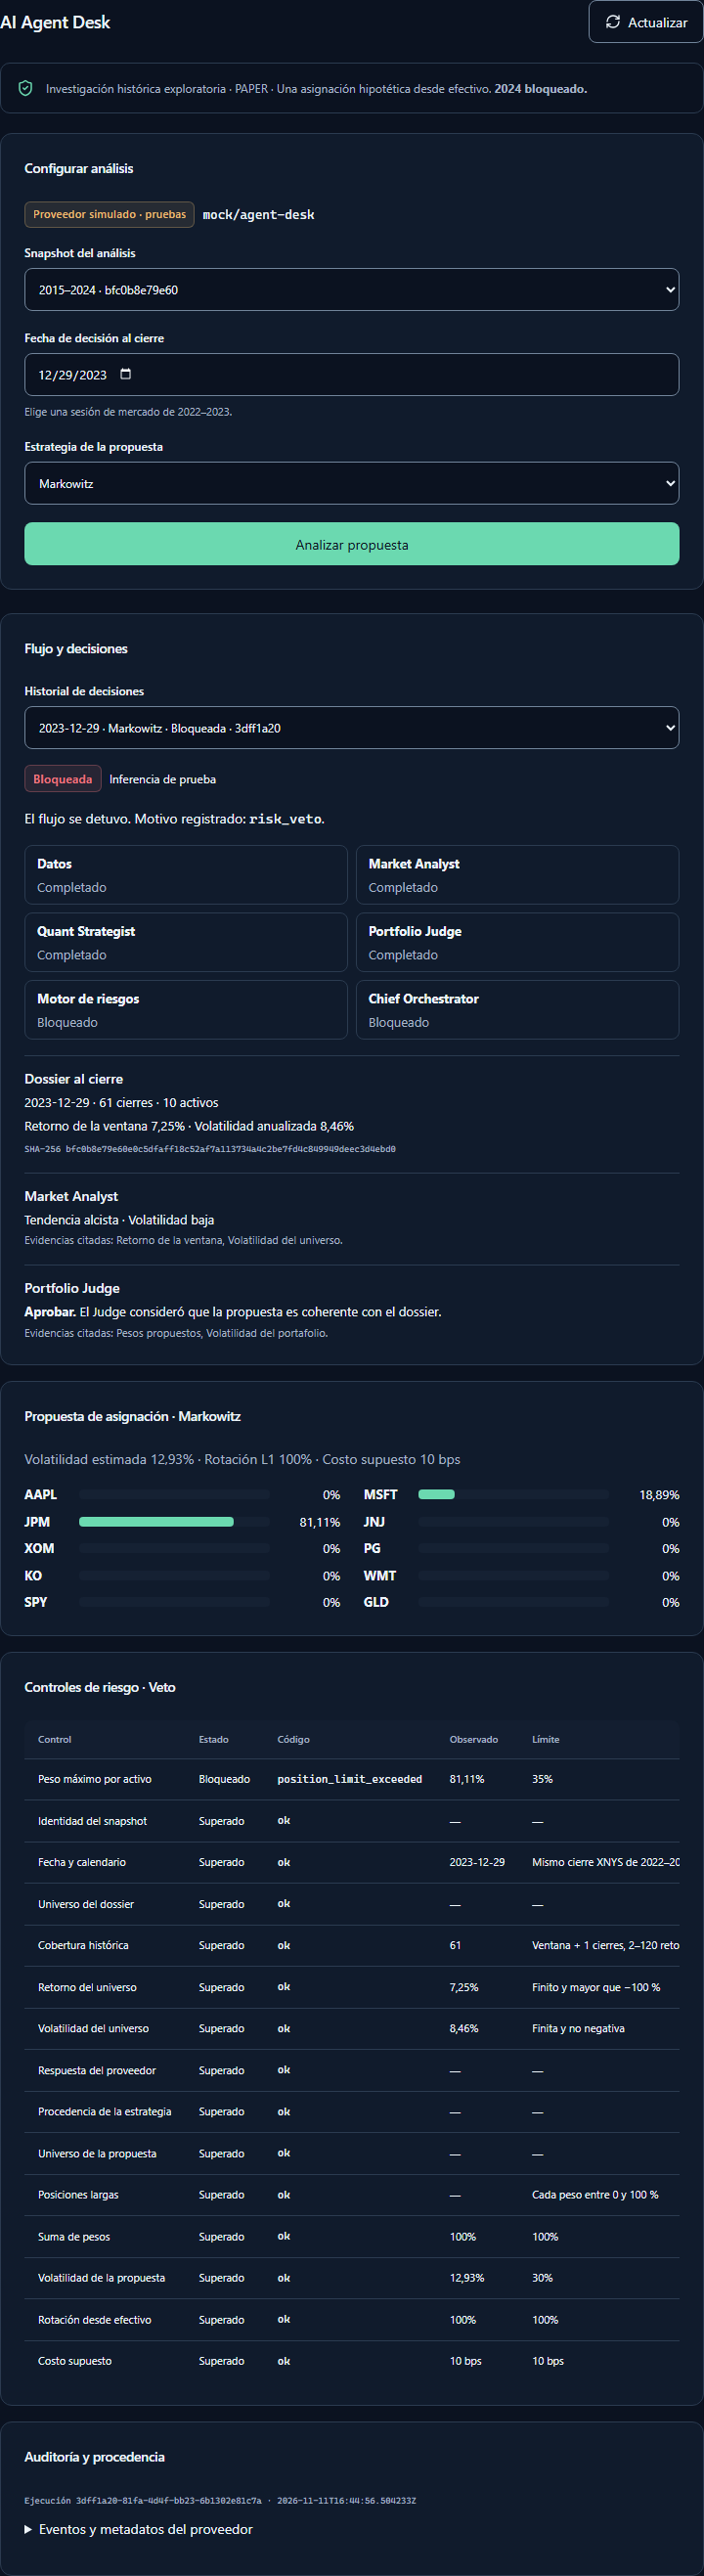 AI Agent Desk
Actualizar
Investigación histórica exploratoria · PAPER · Una asignación hipotética desde efectivo. 2024 bloqueado.
Configurar análisis
Proveedor simulado · pruebas mock/agent-desk
Snapshot del análisis
2015–2024 · bfc0b8e79e60
Fecha de decisión al cierre
12/29/2023
Elige una sesión de mercado de 2022–2023.
Estrategia de la propuesta
Markowitz
Analizar propuesta
Flujo y decisiones
Historial de decisiones
2023-12-29 · Markowitz · Bloqueada · 3dff1a20
Bloqueada Inferencia de prueba
El flujo se detuvo. Motivo registrado: risk_veto.
Datos
Completado
Market Analyst
Completado
Quant Strategist
Completado
Portfolio Judge
Completado
Motor de riesgos
Bloqueado
Chief Orchestrator
Bloqueado
Dossier al cierre
2023-12-29 · 61 cierres · 10 activos
Retorno de la ventana 7,25% · Volatilidad anualizada 8,46%
Market Analyst
Tendencia alcista · Volatilidad baja
Evidencias citadas: Retorno de la ventana, Volatilidad del universo.
Portfolio Judge
Aprobar. El Judge consideró que la propuesta es coherente con el dossier.
Evidencias citadas: Pesos propuestos, Volatilidad del portafolio.
Propuesta de asignación · Markowitz
Volatilidad estimada 12,93% · Rotación L1 100% · Costo supuesto 10 bps
AAPL 0% MSFT 18,89%
JPM 81,11% JNJ 0%
XOM 0% PG 0%
KO 0% WMT 0%
SPY 0% GLD 0%
Controles de riesgo · Veto
Control Estado Código Observado Límite
Peso máximo por activo Bloqueado position_limit_exceeded 81,11% 35%
Identidad del snapshot Superado ok — —
Fecha y calendario Superado ok 2023-12-29 Mismo cierre XNYS de 2022–20
Universo del dossier Superado ok — —
Cobertura histórica Superado ok 61 Ventana + 1 cierres, 2–120 reto
Retorno del universo Superado ok 7,25% Finito y mayor que −100 %
Volatilidad del universo Superado ok 8,46% Finita y no negativa
Respuesta del proveedor Superado ok — —
Procedencia de la estrategia Superado ok — —
Universo de la propuesta Superado ok — —
Posiciones largas Superado ok — Cada peso entre 0 y 100 %
Suma de pesos Superado ok 100% 100%
Volatilidad de la propuesta Superado ok 12,93% 30%
Rotación desde efectivo Superado ok 100% 100%
Costo supuesto Superado ok 10 bps 10 bps
Auditoría y procedencia
Ejecución 3dff1a20-81fa-4d4f-bb23-6b1302e81c7a · 2026-11-11T16:44:56.504233Z
Eventos y metadatos del proveedor